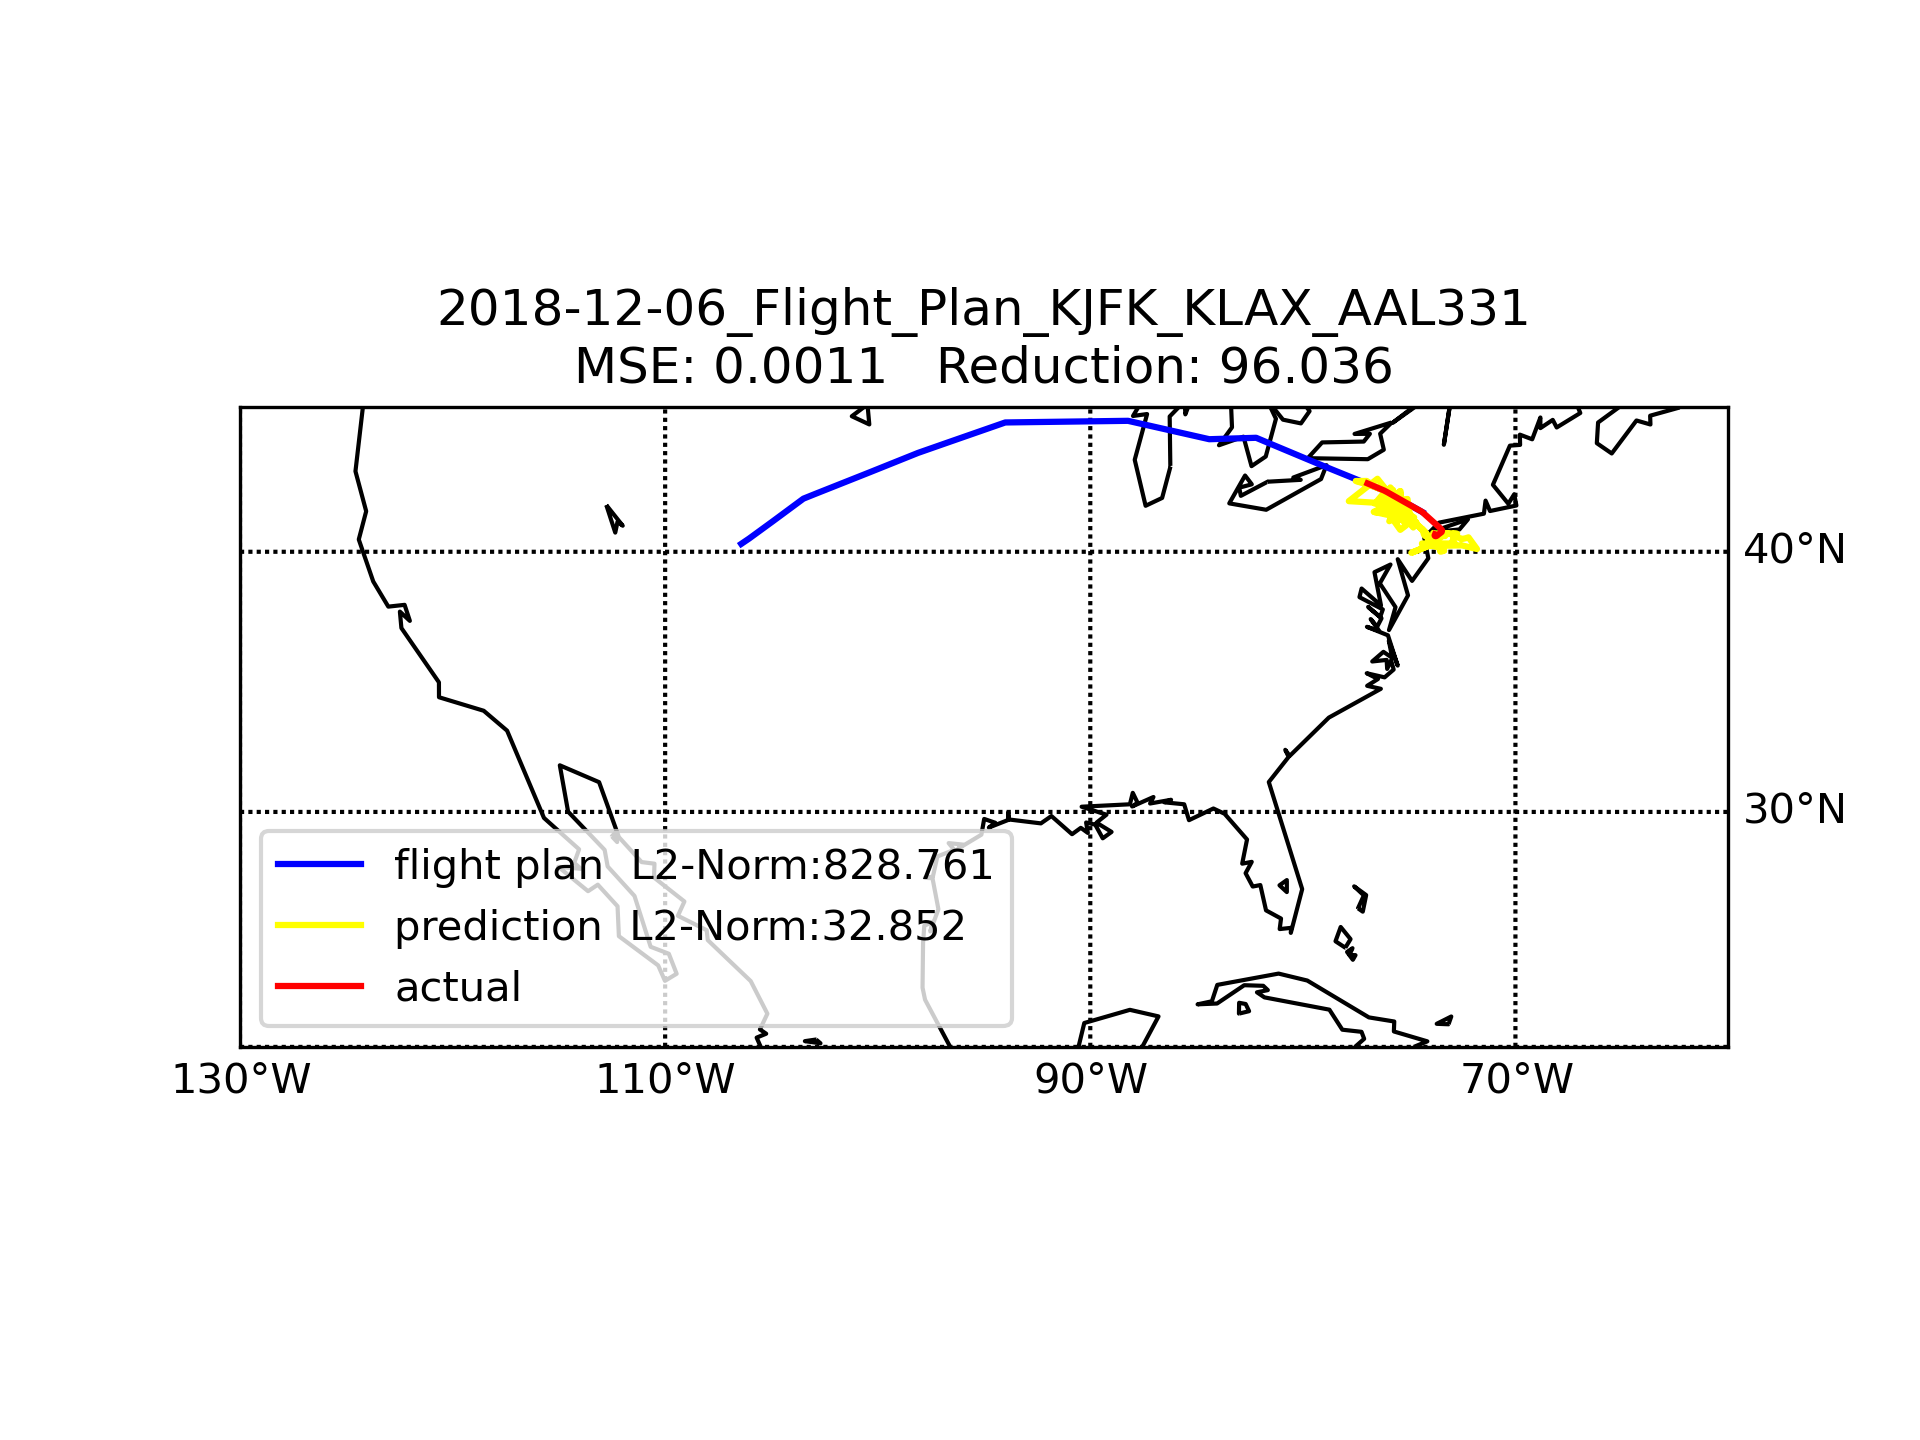 2018-12-06_Flight_Plan_KJFK_KLAX_AAL331
MSE: 0.0011   Reduction: 96.036
40°N
30°N
flight plan  L2-Norm:828.761
prediction  L2-Norm:32.852
actual
130°W 110°W 90°W 70°W